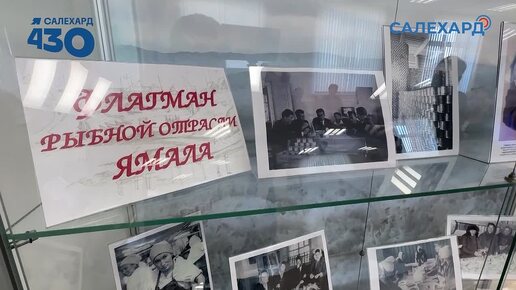 Я САЛЕХАРД
430
САЛЕХАРД
ФЛАГМАН
РЫБНОЙ ОТРАСЛИ
ЯМАЛА